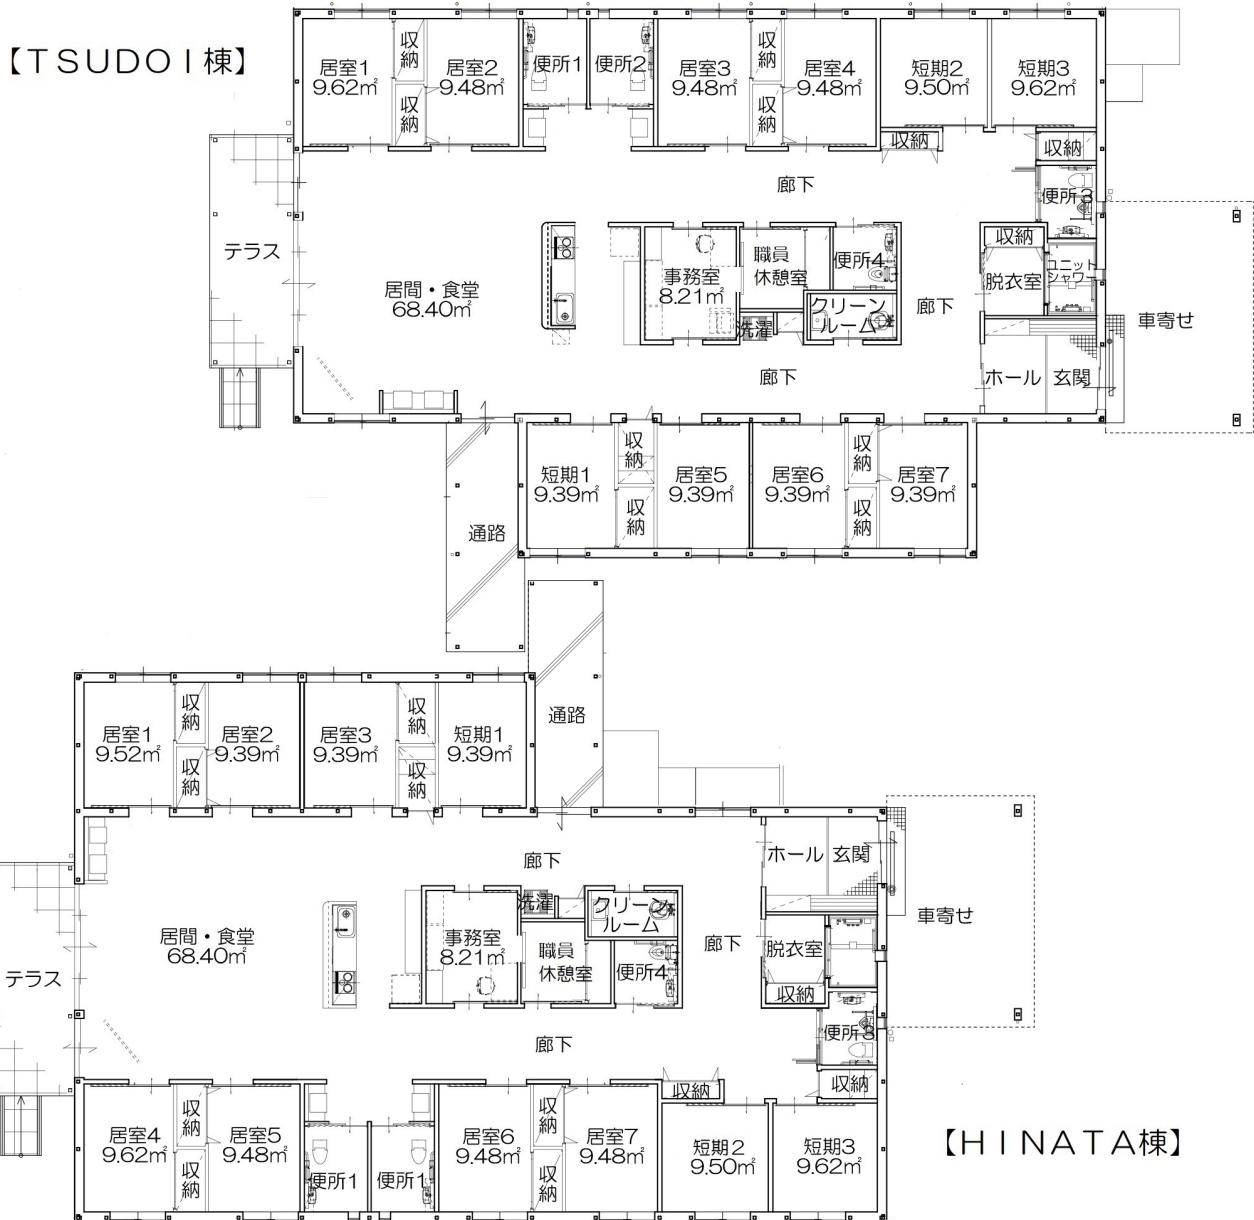 【ＴＳＵＤＯＩ棟】
居室1
9.62㎡
収納
収納
居室2
9.48㎡
便所1
便所2
居室3
9.48㎡
収納
収納
居室4
9.48㎡
短期2
9.50㎡
短期3
9.62㎡
収納
収納
廊下
便所3
テラス
居間・食堂
68.40㎡
事務室
8.21㎡
職員
休憩室
便所4
収納
脱衣室
ユニット
シャワー
クリーン
ルーム
洗濯
廊下
車寄せ
廊下
ホール
玄関
短期1
9.39㎡
収納
収納
居室5
9.39㎡
居室6
9.39㎡
収納
収納
居室7
9.39㎡
通路
通路
居室1
9.52㎡
収納
収納
居室2
9.39㎡
居室3
9.39㎡
収納
収納
短期1
9.39㎡
廊下
ホール
玄関
洗濯
クリーン
ルーム
車寄せ
居間・食堂
68.40㎡
事務室
8.21㎡
職員
休憩室
便所4
廊下
脱衣室
収納
テラス
廊下
便所3
収納
収納
居室4
9.62㎡
収納
収納
居室5
9.48㎡
便所1
便所1
居室6
9.48㎡
収納
収納
居室7
9.48㎡
短期2
9.50㎡
短期3
9.62㎡
【ＨＩＮＡＴＡ棟】